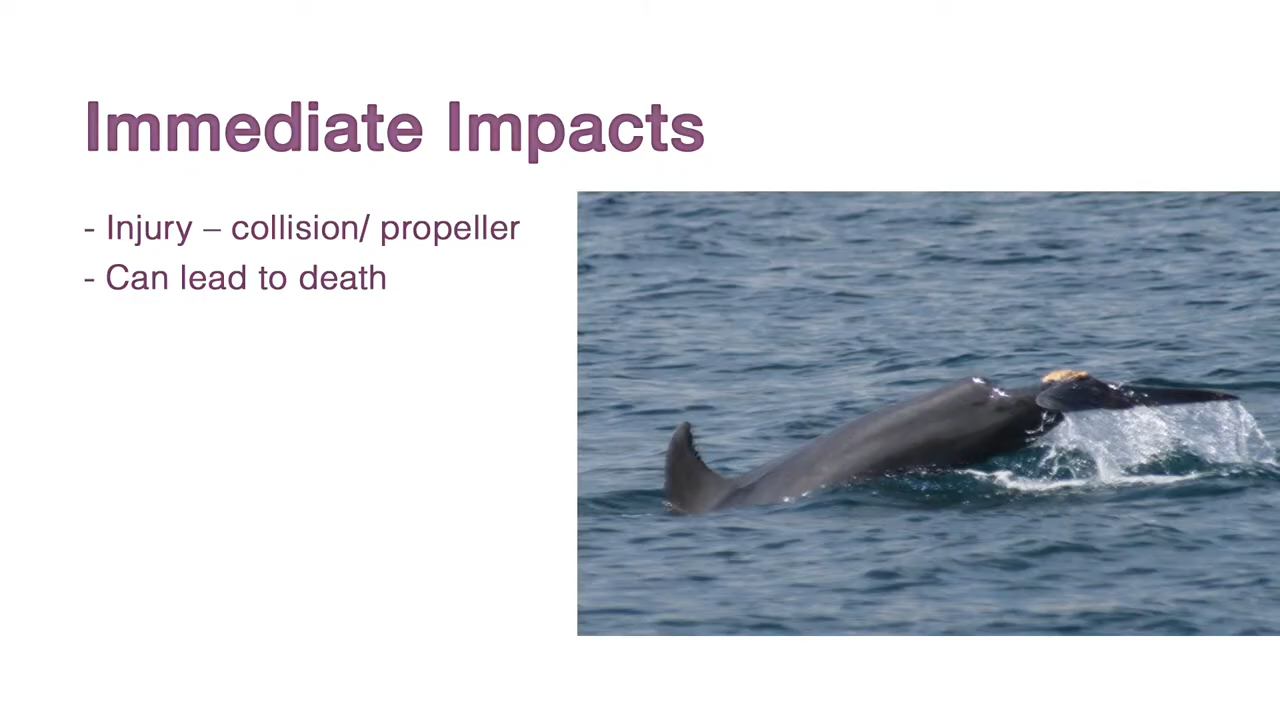 Immediate Impacts
- Injury – collision/ propeller
- Can lead to death